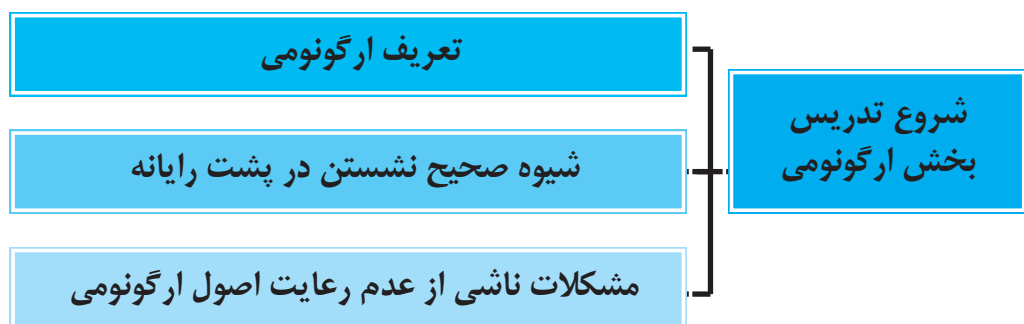 شروع تدریس
بخش ارگونومی
تعریف ارگونومی
شیوه صحیح نشستن در پشت رایانه
مشکلات ناشی از عدم رعایت اصول ارگونومی